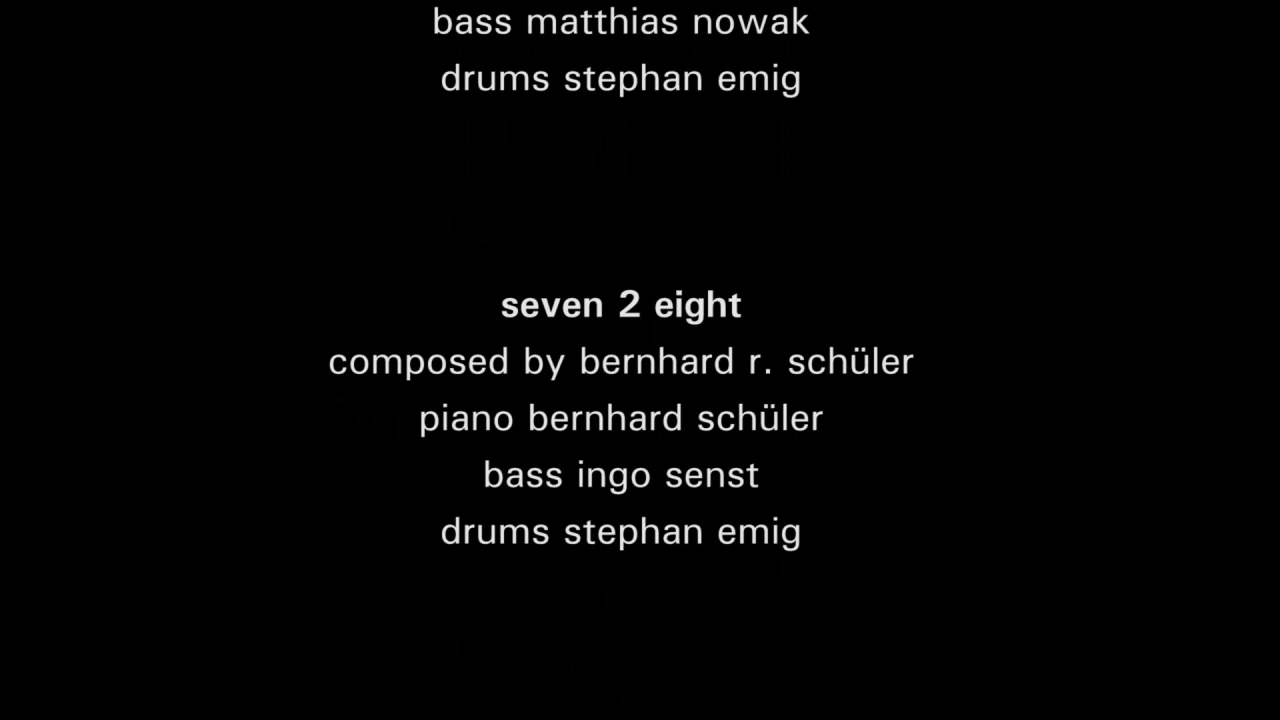 bass matthias nowak
drums stephan emig
seven 2 eight
composed by bernhard r. schüler
piano bernhard schüler
bass ingo senst
drums stephan emig